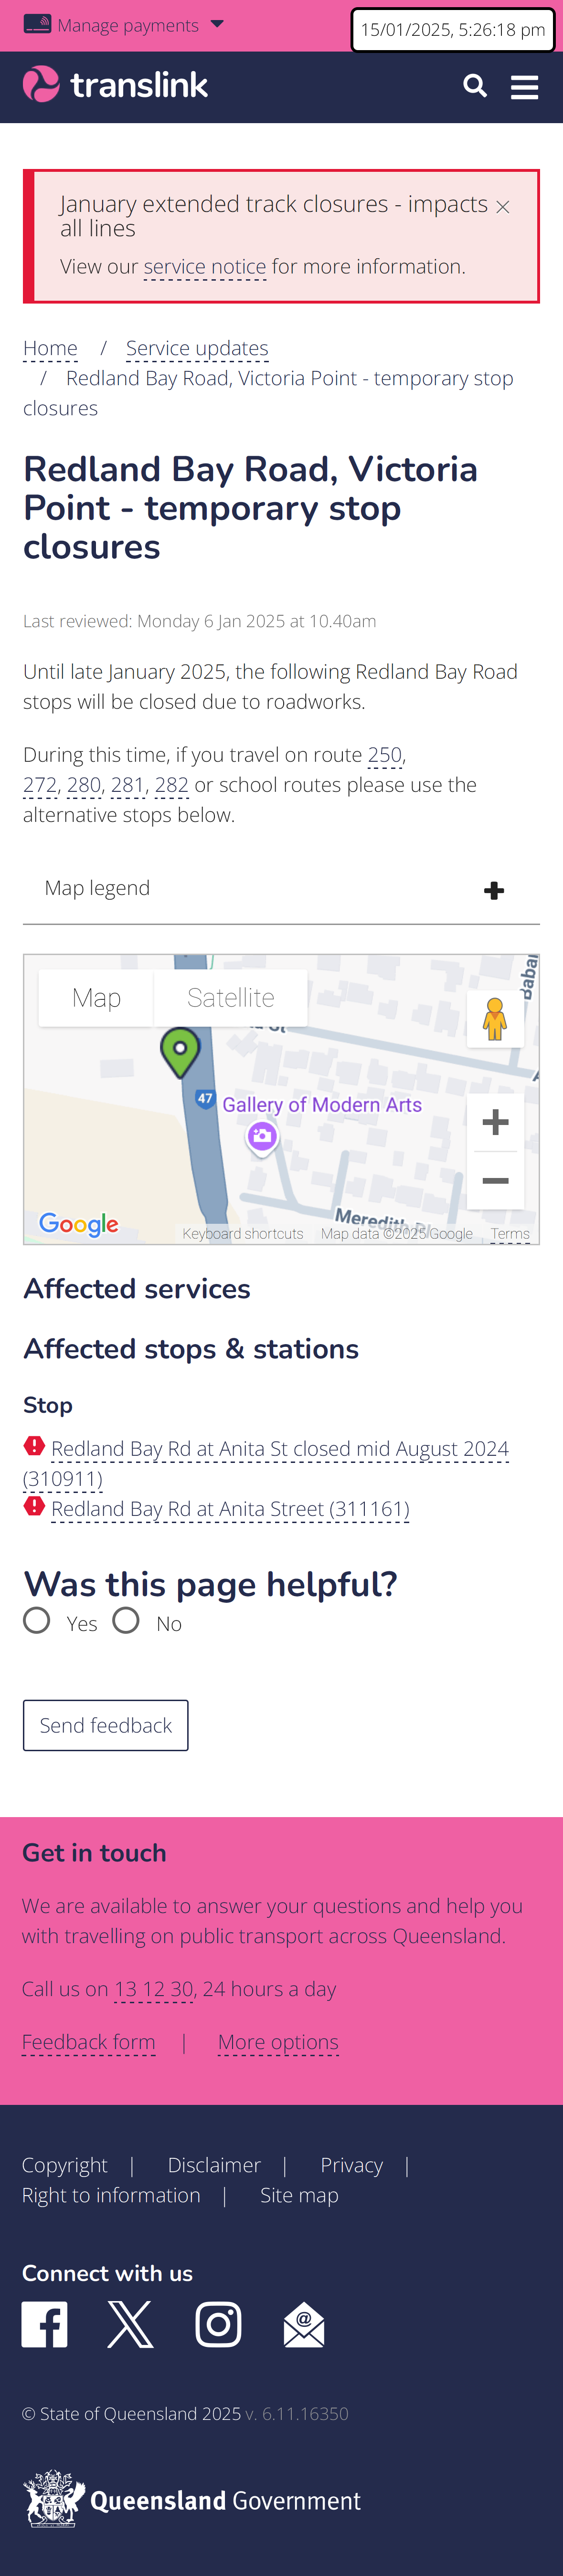 Manage payments
15/01/2025, 5:26:18 pm
translink
January extended track closures - impacts
all lines
View our service notice for more information.
Home / Service updates
/ Redland Bay Road, Victoria Point - temporary stop
closures
Redland Bay Road, Victoria
Point - temporary stop
closures
Last reviewed: Monday 6 Jan 2025 at 10.40am
Until late January 2025, the following Redland Bay Road
stops will be closed due to roadworks.
During this time, if you travel on route 250,
272, 280, 281, 282 or school routes please use the
alternative stops below.
Map legend
Map Satellite
47
Gallery of Modern Arts
Google
Keyboard shortcuts Map data ©2025 Google Terms
Affected services
Affected stops & stations
Stop
Redland Bay Rd at Anita St closed mid August 2024
(310911)
Redland Bay Rd at Anita Street (311161)
Was this page helpful?
Yes No
Send feedback
Get in touch
We are available to answer your questions and help you
with travelling on public transport across Queensland.
Call us on 13 12 30, 24 hours a day
Feedback form | More options
Copyright | Disclaimer | Privacy |
Right to information | Site map
Connect with us
© State of Queensland 2025 v. 6.11.16350
Queensland Government